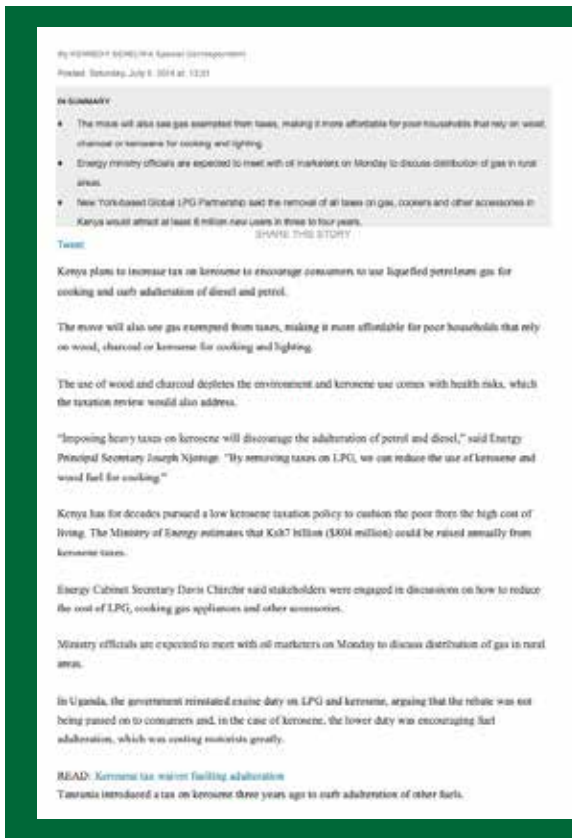 By KENNEDY SENELWA Special Correspondent
Posted Saturday, July 5 2014 at 13:31
IN SUMMARY
• The move will also see gas exempted from taxes, making it more affordable for poor households that rely on wood,
charcoal or kerosene for cooking and lighting.
• Energy ministry officials are expected to meet with oil marketers on Monday to discuss distribution of gas in rural
areas.
• New York-based Global LPG Partnership said the removal of all taxes on gas, cookers and other accessories in
Kenya would attract at least 6 million new users in three to four years.
SHARE THIS STORY
Tweet
Kenya plans to increase tax on kerosene to encourage consumers to use liquefied petroleum gas for
cooking and curb adulteration of diesel and petrol.
The move will also see gas exempted from taxes, making it more affordable for poor households that rely
on wood, charcoal or kerosene for cooking and lighting.
The use of wood and charcoal depletes the environment and kerosene use comes with health risks, which
the taxation review would also address.
“Imposing heavy taxes on kerosene will discourage the adulteration of petrol and diesel,” said Energy
Principal Secretary Joseph Njoroge. “By removing taxes on LPG, we can reduce the use of kerosene and
wood fuel for cooking.”
Kenya has for decades pursued a low kerosene taxation policy to cushion the poor from the high cost of
living. The Ministry of Energy estimates that Ksh7 billion ($804 million) could be raised annually from
kerosene taxes.
Energy Cabinet Secretary Davis Chirchir said stakeholders were engaged in discussions on how to reduce
the cost of LPG, cooking gas appliances and other accessories.
Ministry officials are expected to meet with oil marketers on Monday to discuss distribution of gas in rural
areas.
In Uganda, the government reinstated excise duty on LPG and kerosene, arguing that the rebate was not
being passed on to consumers and, in the case of kerosene, the lower duty was encouraging fuel
adulteration, which was costing motorists greatly.
READ: Kerosene tax waiver fuelling adulteration
Tanzania introduced a tax on kerosene three years ago to curb adulteration of other fuels.